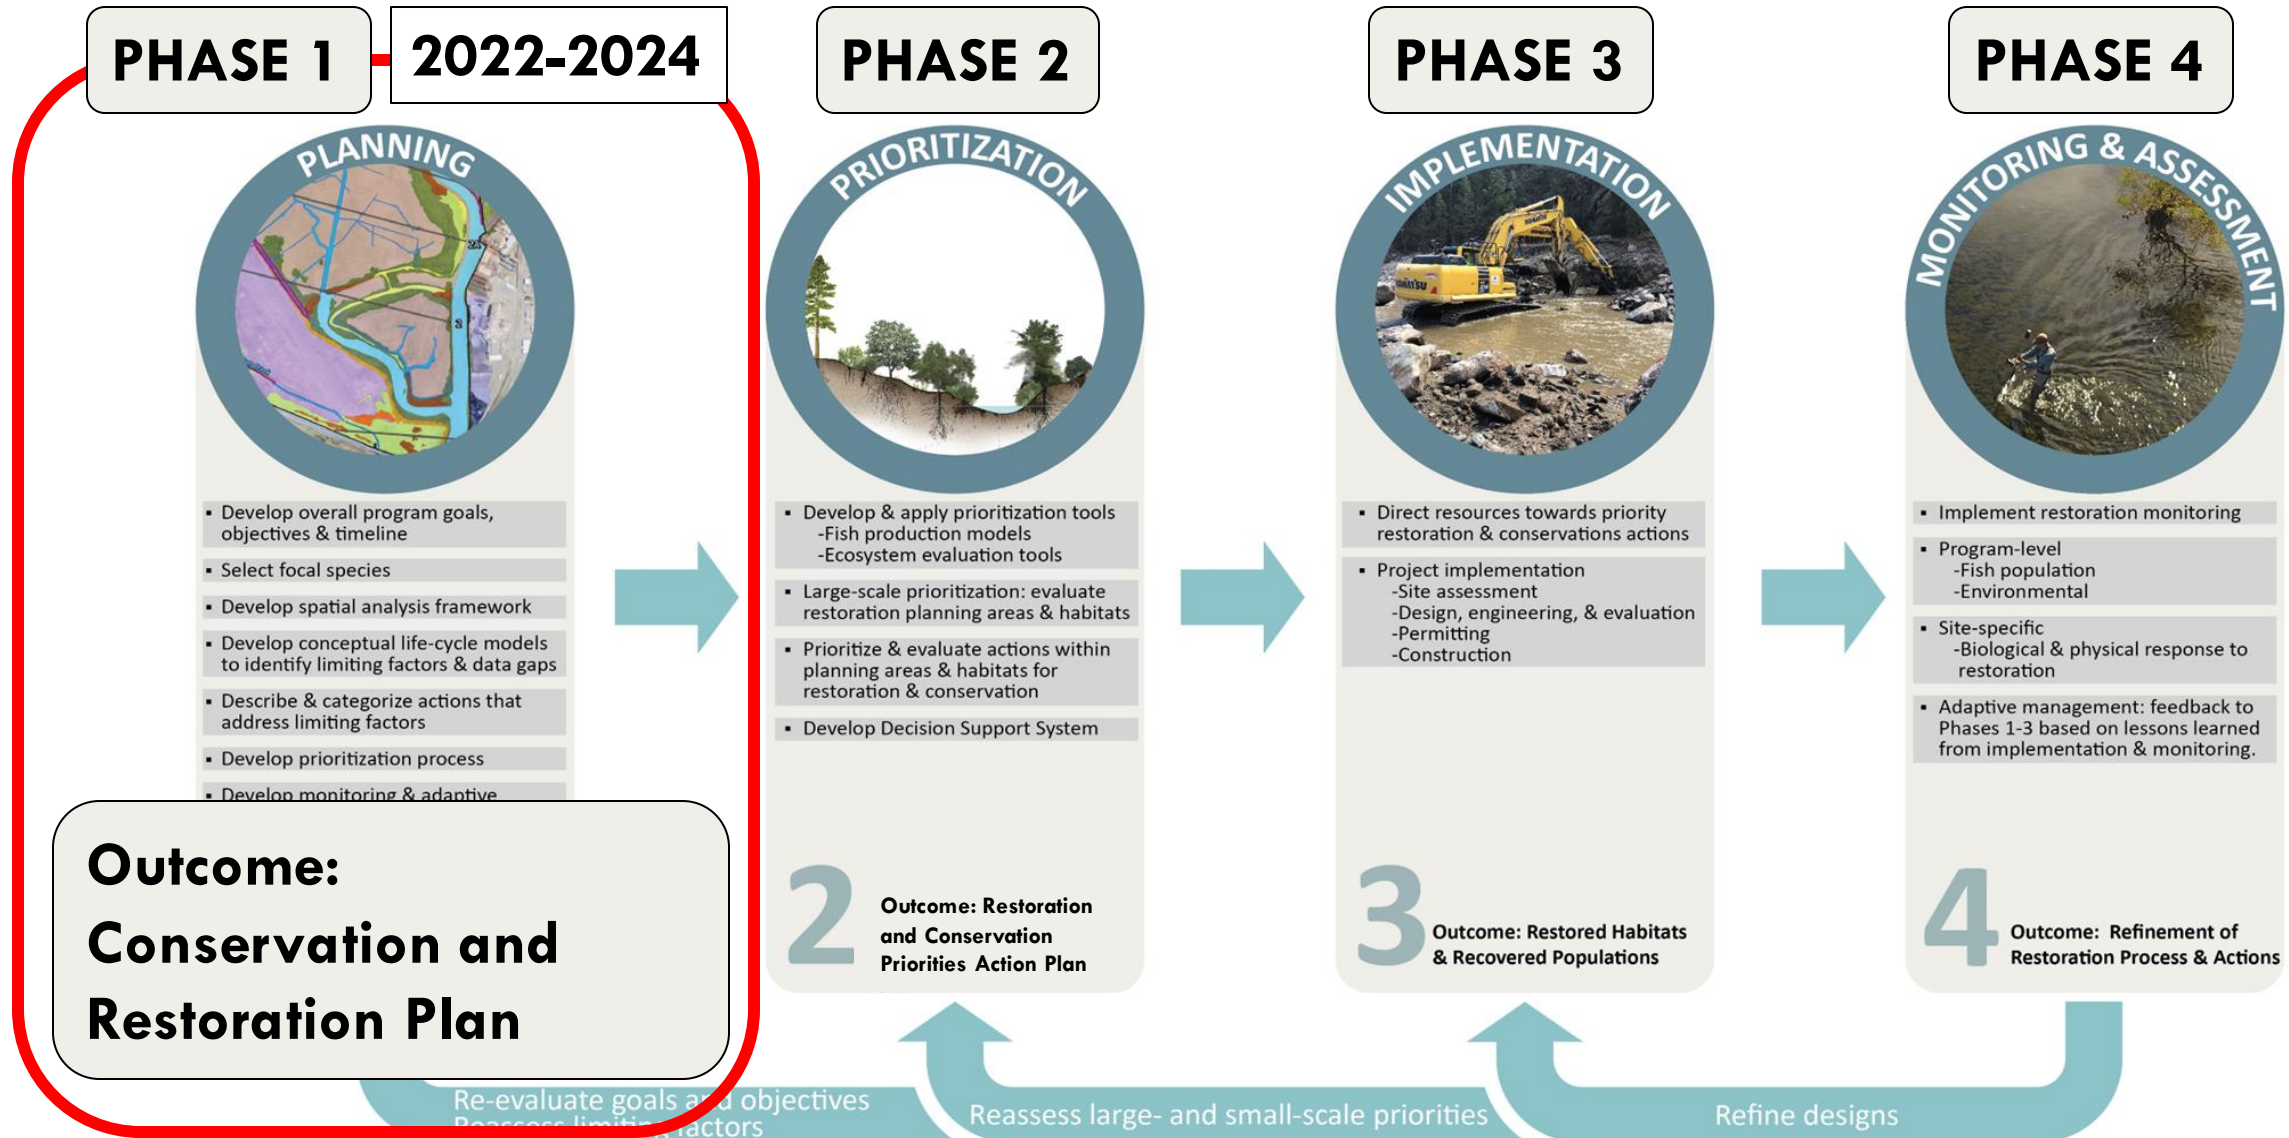 PHASE 1
2022-2024
PHASE 2
PHASE 3
PHASE 4
PLANNING
2A
2
▪ Develop overall program goals,
objectives & timeline
▪ Select focal species
▪ Develop spatial analysis framework
▪ Develop conceptual life-cycle models
to identify limiting factors & data gaps
▪ Describe & categorize actions that
address limiting factors
▪ Develop prioritization process
▪ Develop monitoring & adaptive
Outcome:
Conservation and
Restoration Plan
PRIORITIZATION
▪ Develop & apply prioritization tools
-Fish production models
-Ecosystem evaluation tools
▪ Large-scale prioritization: evaluate
restoration planning areas & habitats
▪ Prioritize & evaluate actions within
planning areas & habitats for
restoration & conservation
▪ Develop Decision Support System
2
Outcome: Restoration
and Conservation
Priorities Action Plan
IMPLEMENTATION
KOMATSU
KOMATSU
▪ Direct resources towards priority
restoration & conservations actions
▪ Project implementation
-Site assessment
-Design, engineering, & evaluation
-Permitting
-Construction
3
Outcome: Restored Habitats
& Recovered Populations
MONITORING & ASSESSMENT
▪ Implement restoration monitoring
▪ Program-level
-Fish population
-Environmental
▪ Site-specific
-Biological & physical response to
restoration
▪ Adaptive management: feedback to
Phases 1-3 based on lessons learned
from implementation & monitoring.
4
Outcome: Refinement of
Restoration Process & Actions
Re-evaluate goals and objectives
Reassess limiting factors
Reassess large- and small-scale priorities
Refine designs